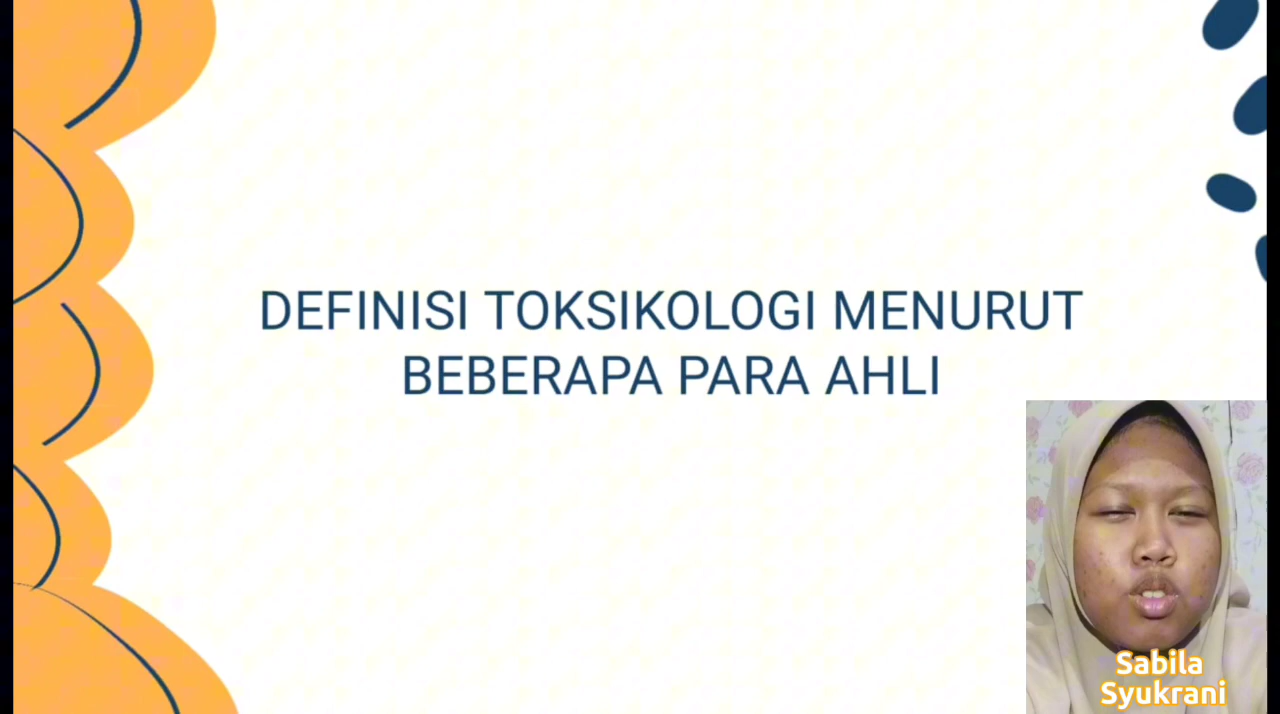 DEFINISI TOKSIKOLOGI MENURUT
BEBERAPA PARA AHLI
Sabila
Syukrani